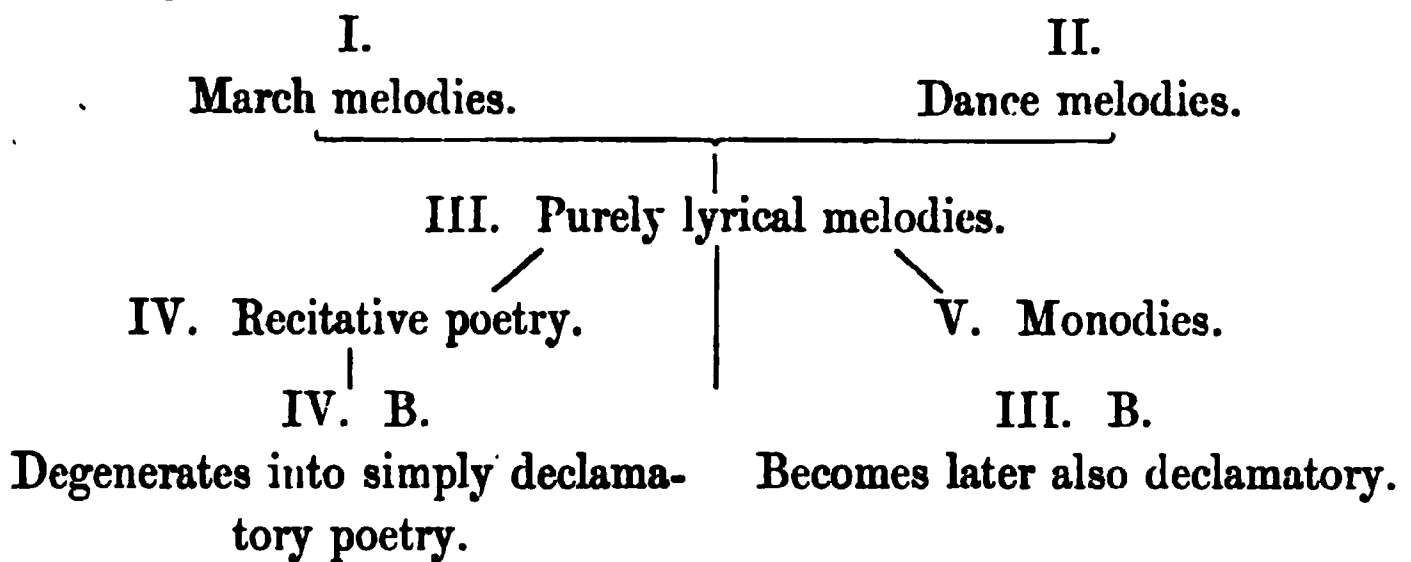 I. II.
March melodies. Dance melodies.
III. Purely lyrical melodies.
IV. Recitative poetry. V. Monodies.
IV. B. III. B.
Degenerates into simply declama- Becomes later also declamatory.
tory poetry.